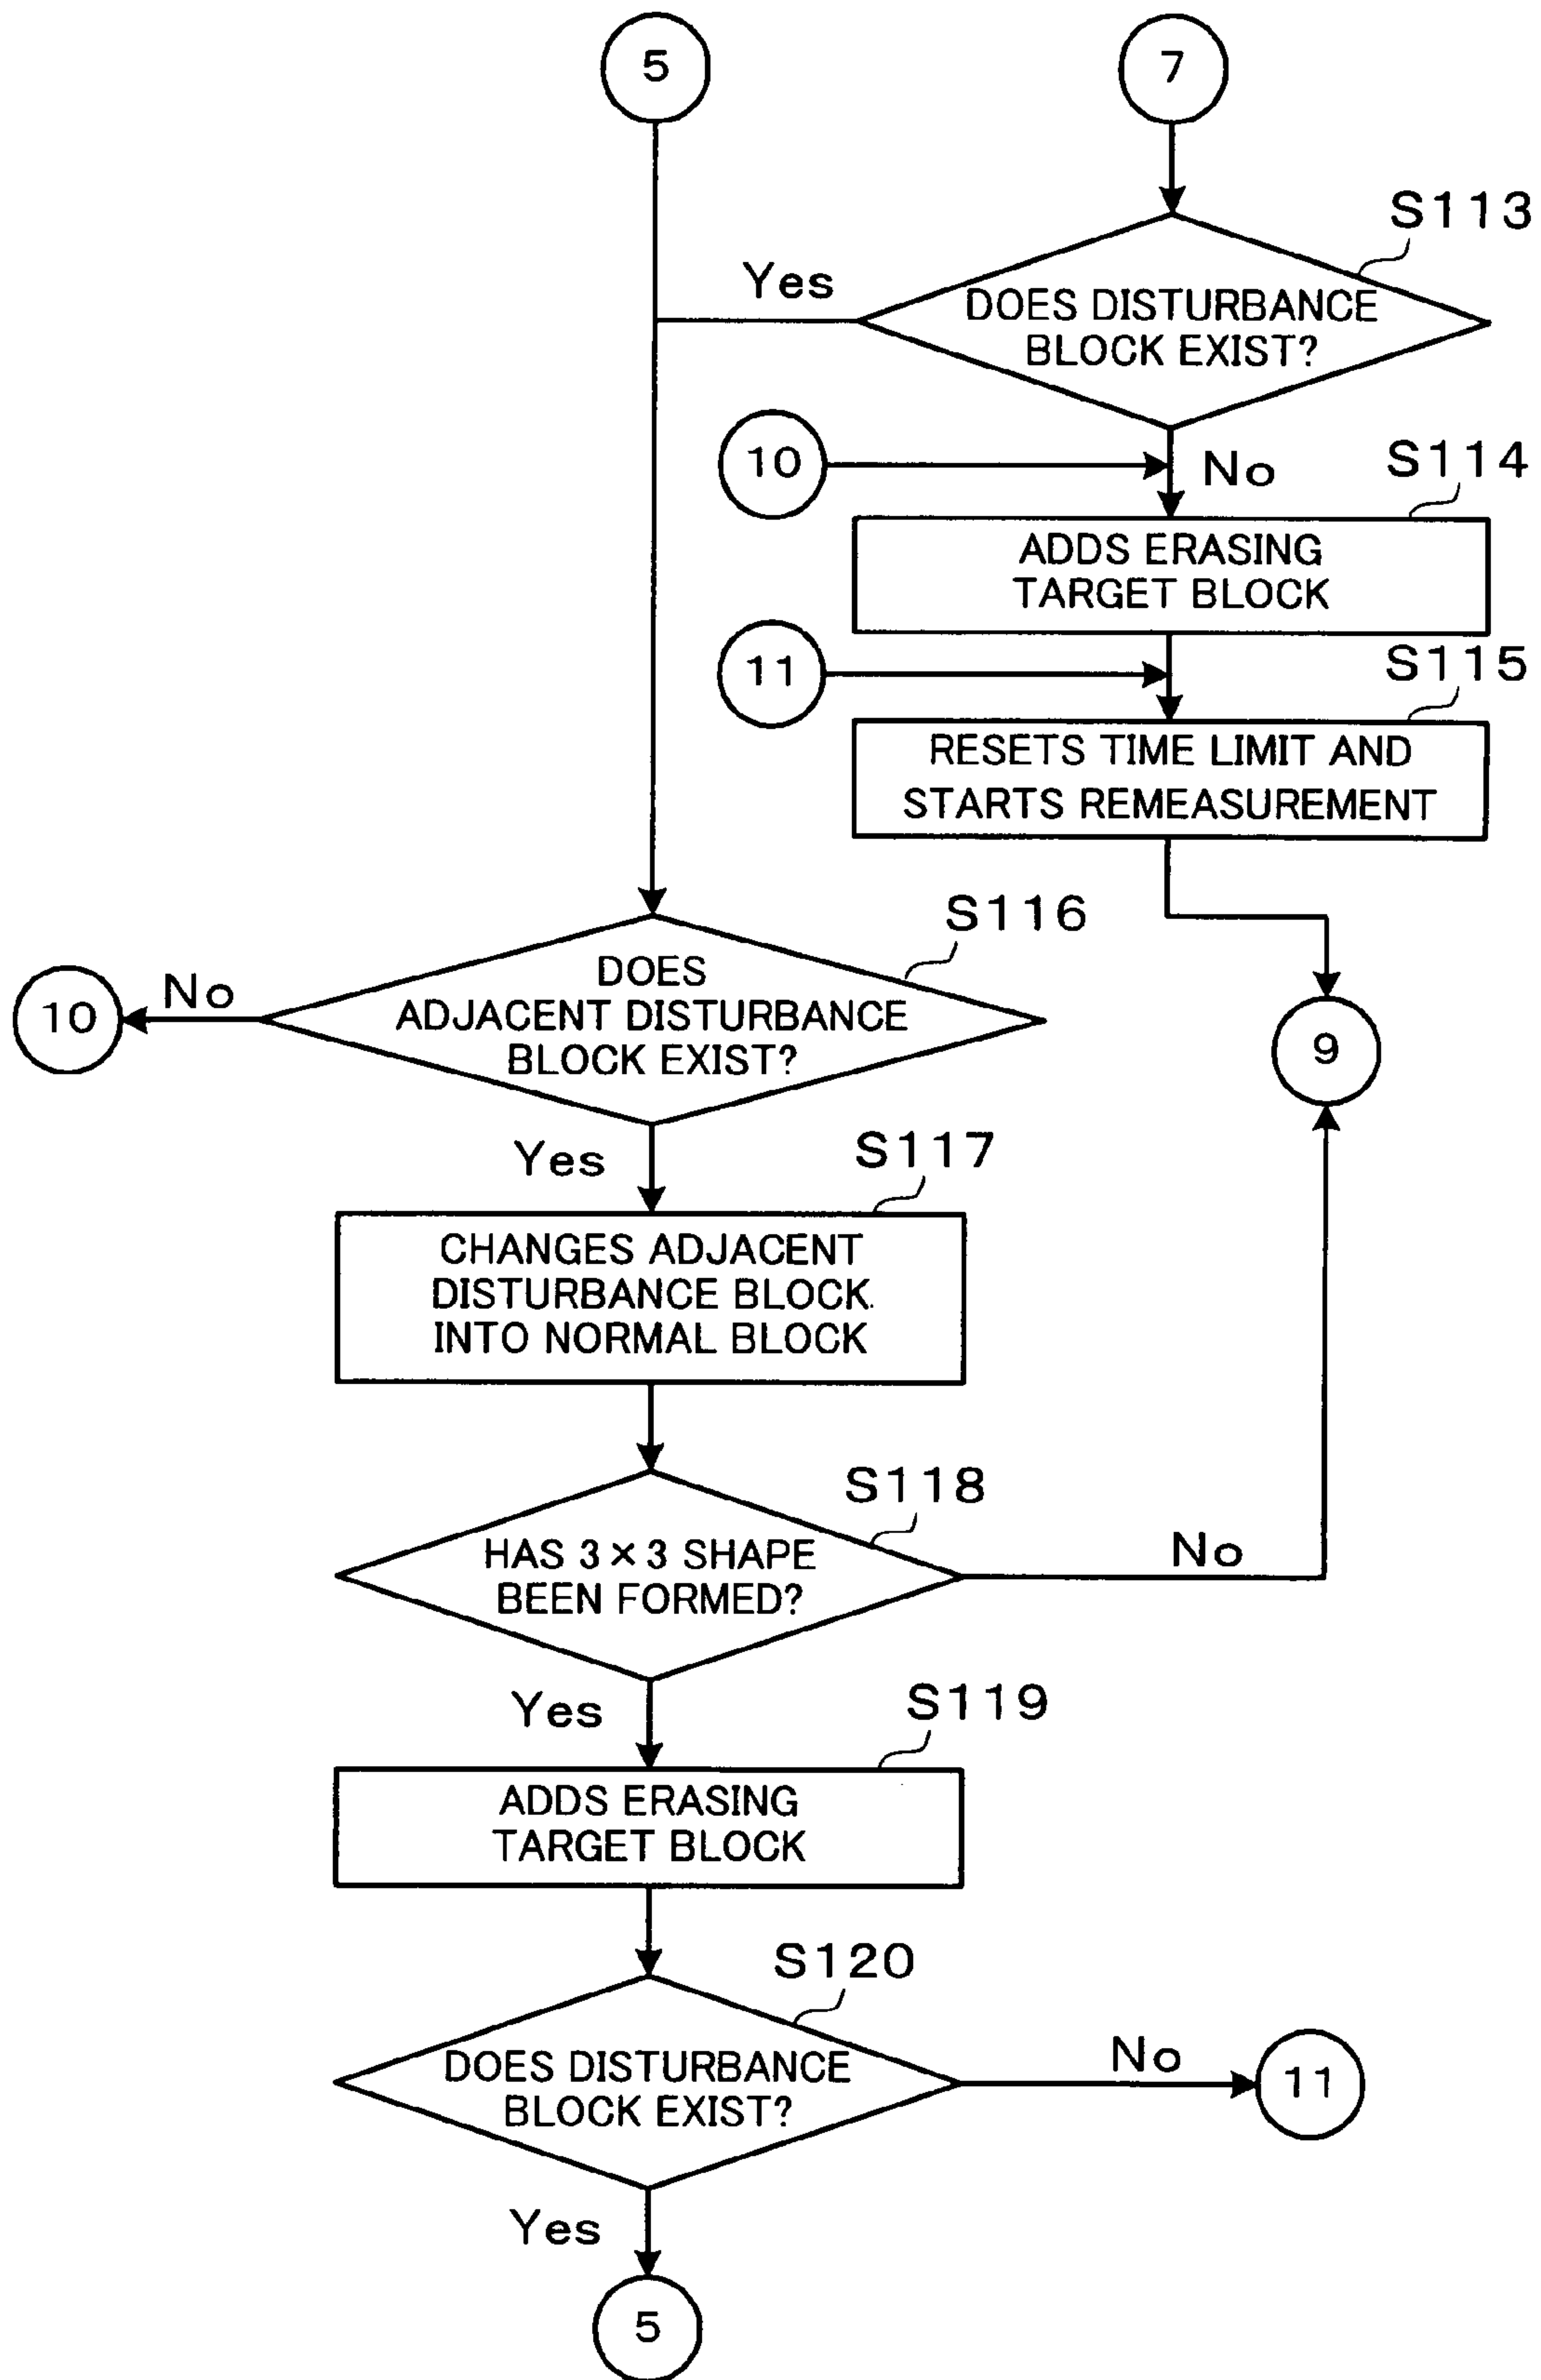 5
7
S113
Yes
DOES DISTURBANCE
BLOCK EXIST?
10
No
S114
ADDS ERASING
TARGET BLOCK
11
S115
RESETS TIME LIMIT AND
STARTS REMEASUREMENT
S116
DOES
ADJACENT DISTURBANCE
BLOCK EXIST?
No
10
9
Yes
S117
CHANGES ADJACENT
DISTURBANCE BLOCK
INTO NORMAL BLOCK
S118
HAS 3×3 SHAPE
BEEN FORMED?
No
Yes
S119
ADDS ERASING
TARGET BLOCK
S120
DOES DISTURBANCE
BLOCK EXIST?
No
11
Yes
5